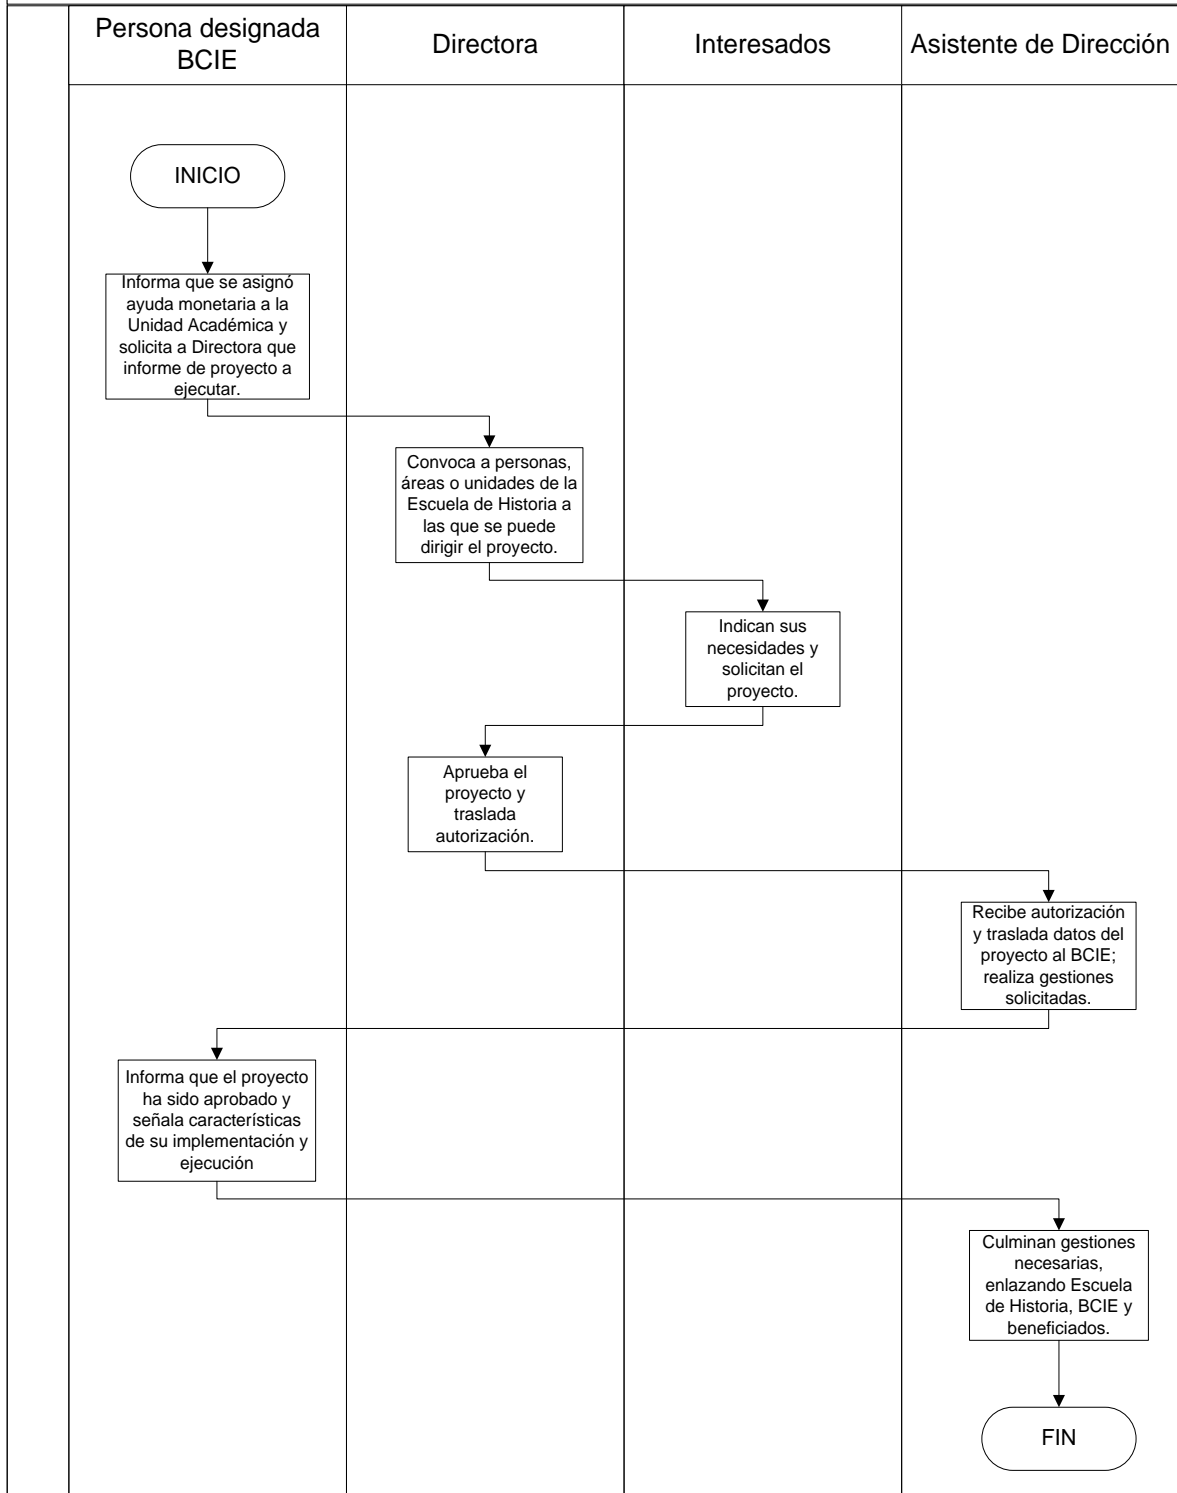 Persona designada
BCIE
Directora
Interesados
Asistente de Dirección
INICIO
Informa que se asignó
ayuda monetaria a la
Unidad Académica y
solicita a Directora que
informe de proyecto a
ejecutar.
Convoca a personas,
áreas o unidades de la
Escuela de Historia a
las que se puede
dirigir el proyecto.
Indican sus
necesidades y
solicitan el
proyecto.
Aprueba el
proyecto y
traslada
autorización.
Recibe autorización
y traslada datos del
proyecto al BCIE;
realiza gestiones
solicitadas.
Informa que el proyecto
ha sido aprobado y
señala características
de su implementación y
ejecución
Culminan gestiones
necesarias,
enlazando Escuela
de Historia, BCIE y
beneficiados.
FIN